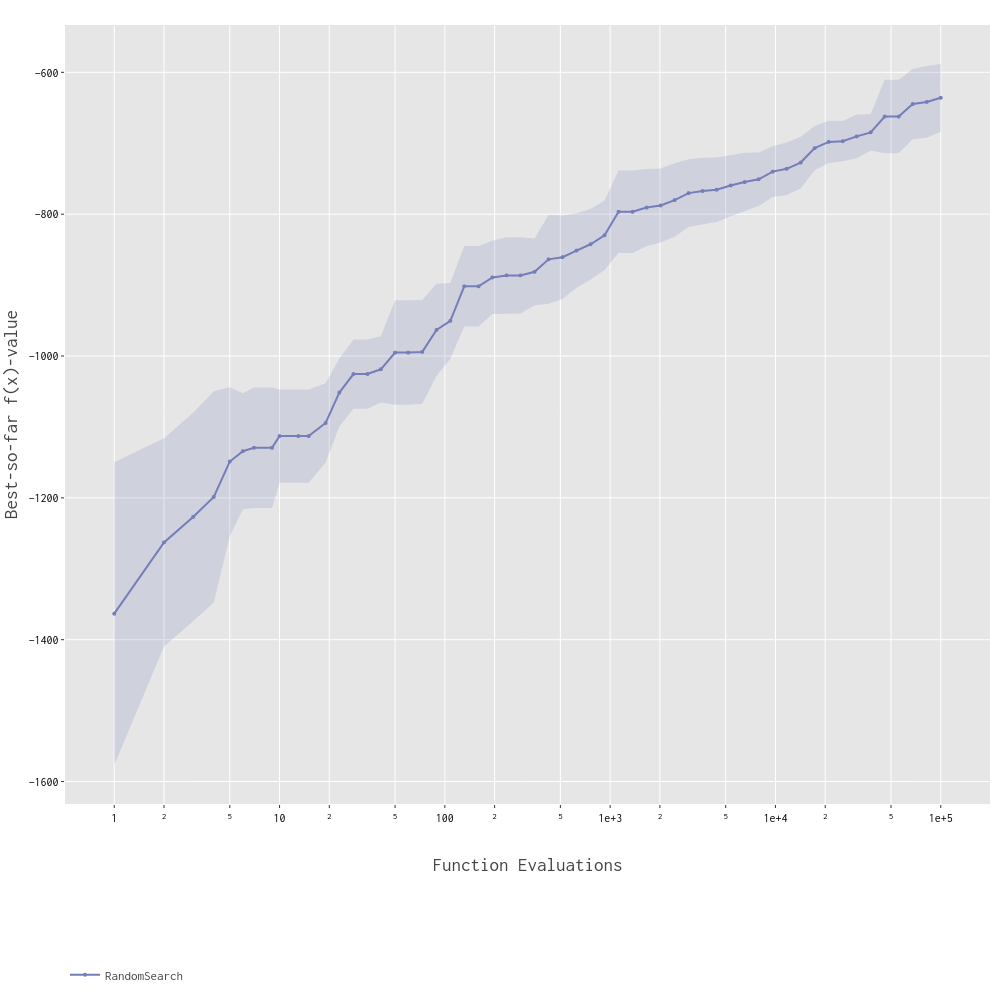 Best-so-far f(x)-value
−600
−800
−1000
−1200
−1400
−1600
1 2 5 10 2 5 100 2 5 1e+3 2 5 1e+4 2 5 1e+5
Function Evaluations
RandomSearch